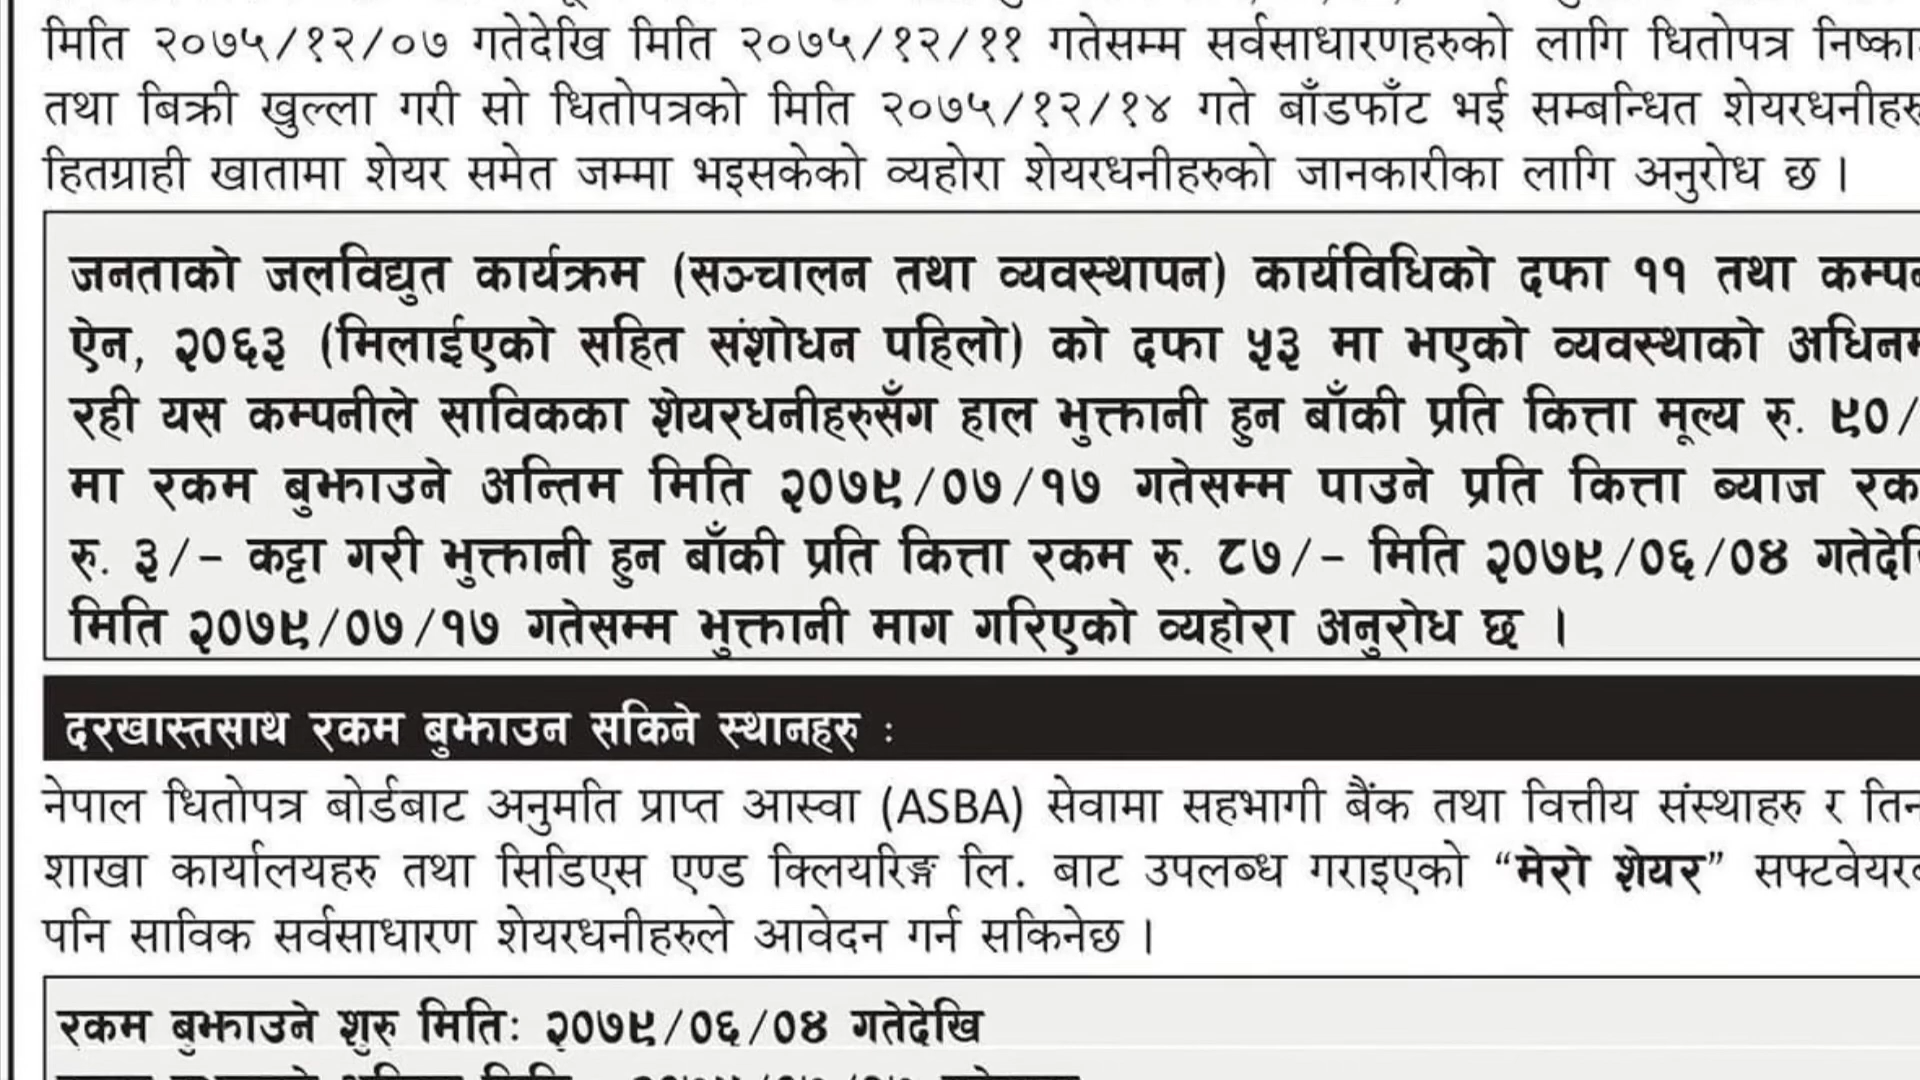 मिति २०७५/१२/०७ गतेदेखि मिति २०७५/१२/११ गतेसम्म सर्वसाधारणहरुको लागि धितोपत्र
तथा बिक्री खुल्ला गरी सो धितोपत्रको मिति २०७५/१२/१४ गते बाँडफाँट भई सम्बन्धित
हितग्राही खातामा शेयर समेत जम्मा भइसकेको व्यहोरा शेयरधनीहरुको जानकारीका लागि अनुरोध छ ।
जनताको जलविद्युत कार्यक्रम (सञ्चालन तथा व्यवस्थापन) कार्यविधिको दफा ११ तथा
ऐन, २०६३ (मिलाईएको सहित संशोधन पहिलो) को दफा ५३ मा भएको व्यवस्थाको
रही यस कम्पनीले साविकका शेयरधनीहरुसँग हाल भुक्तानी हुन बाँकी प्रति कित्ता मूल्य रु. ९०/
मा रकम बुझाउने अन्तिम मिति २०७९/०७/१७ गतेसम्म पाउने प्रति कित्ता ब्याज
रु. ३/- कट्टा गरी भुक्तानी हुन बाँकी प्रति कित्ता रकम रु. ८७/- मिति २०७९/०६/०४
मिति २०७९/०७/१७ गतेसम्म भुक्तानी माग गरिएको व्यहोरा अनुरोध छ ।
दरखास्तसाथ रकम बुझाउन सकिने स्थानहरु :
नेपाल धितोपत्र बोर्डबाट अनुमति प्राप्त आस्वा (ASBA) सेवामा सहभागी बैंक तथा वित्तीय संस्थाहरु र
शाखा कार्यालयहरु तथा सिडिएस एण्ड क्लियरिङ्ग लि. बाट उपलब्ध गराइएको “मेरो शेयर”
पनि साविक सर्वसाधारण शेयरधनीहरुले आवेदन गर्न सकिनेछ ।
रकम बुझाउने शुरु मितिः २०७९/०६/०४ गतेदेखि